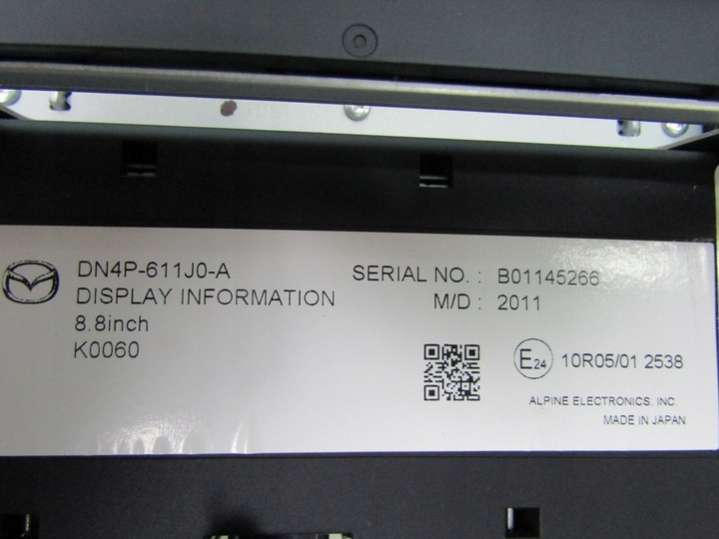 DN4P-611J0-A
DISPLAY INFORMATION
8.8inch
K0060
SERIAL NO. : B01145266
M/D : 2011
E24 10R05/01 2538
ALPINE ELECTRONICS, INC.
MADE IN JAPAN